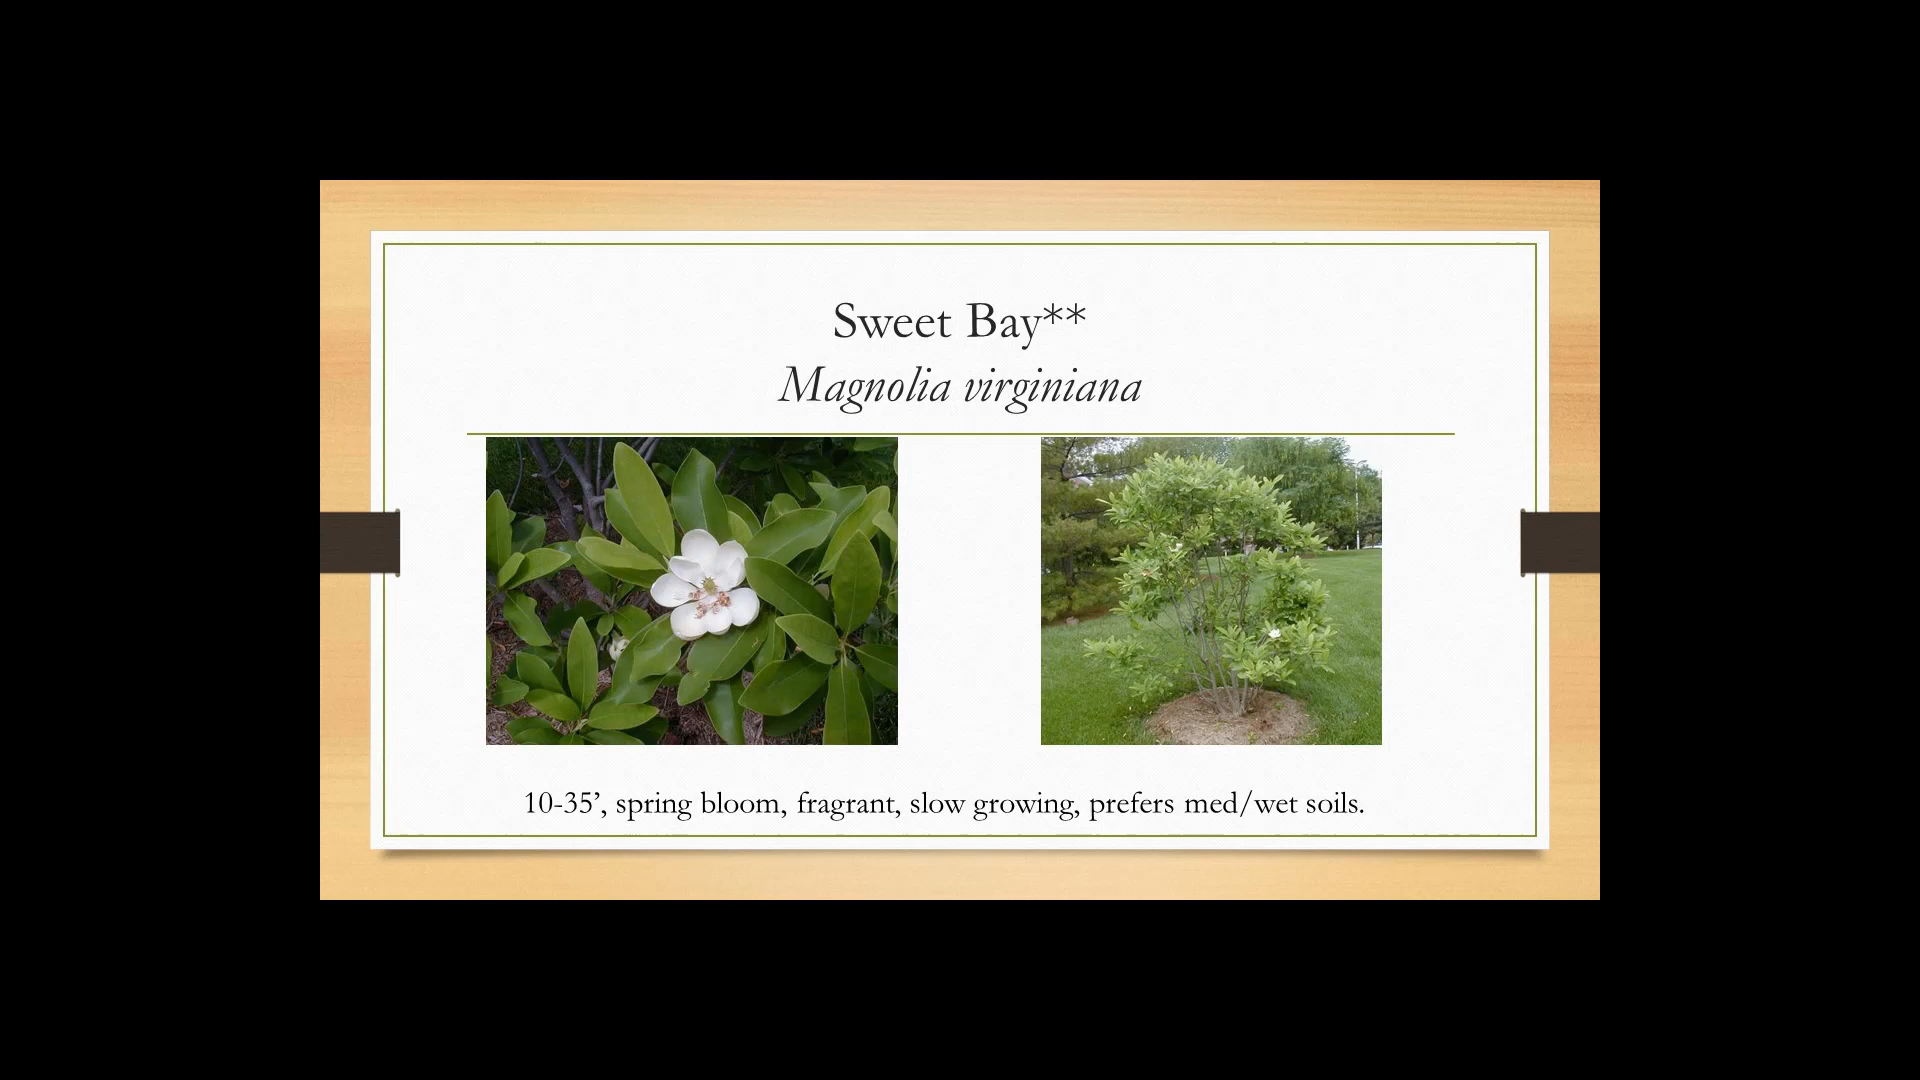 Sweet Bay**
Magnolia virginiana
10-35’, spring bloom, fragrant, slow growing, prefers med/wet soils.